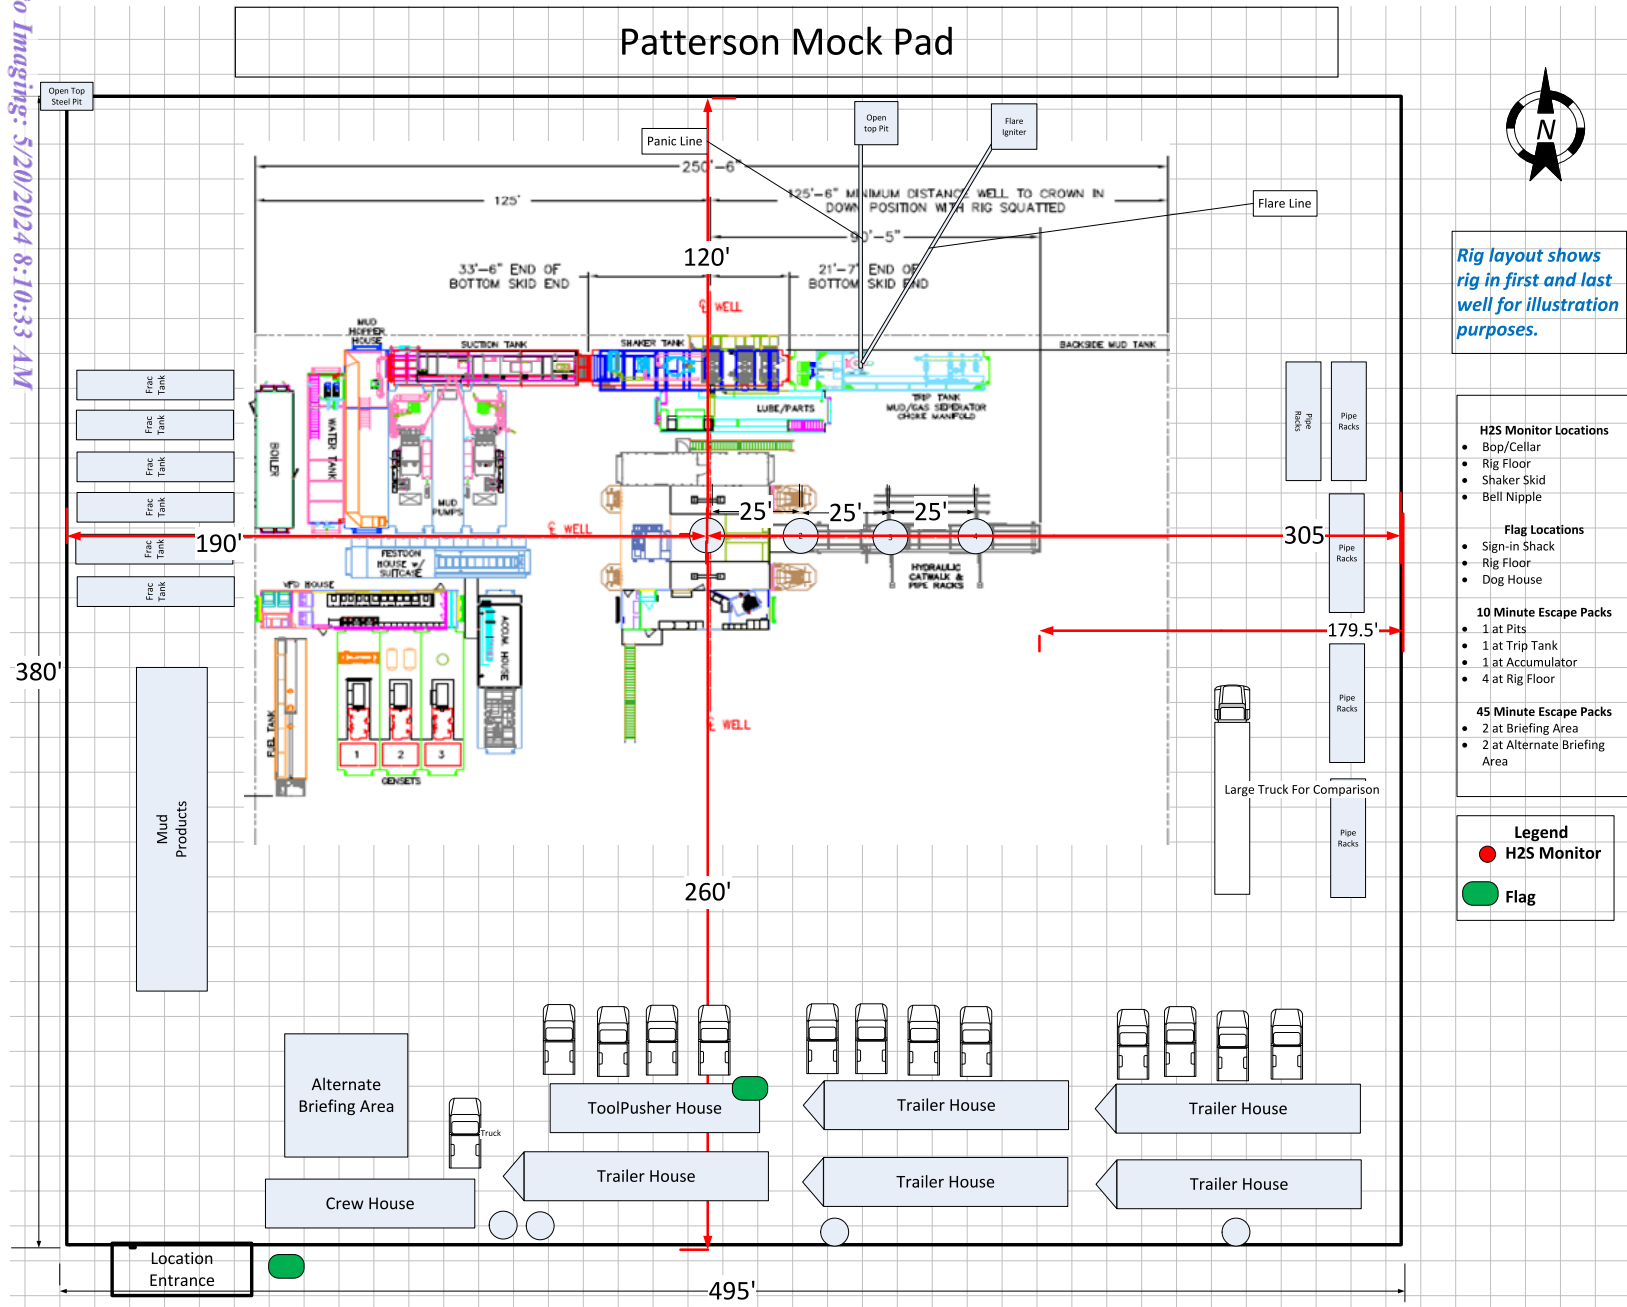 Patterson Mock Pad
o Imaging: 5/20/2024 8:10:33 AM
Open Top
Steel Pit
Open
top Pit
Flare
Igniter
N
Panic Line
250'-6"
125'
125'-6" MINIMUM DISTANCE WELL TO CROWN IN
DOWN POSITION WITH RIG SQUATTED
Flare Line
90'-5"
120'
33'-6" END OF
BOTTOM SKID END
21'-7" END OF
BOTTOM SKID END
Rig layout shows
rig in first and last
well for illustration
purposes.
℄ WELL
MUD
HOPPER
HOUSE
SUCTION TANK
SHAKER TANK
BACKSIDE MUD TANK
Frac
Tank
Frac
Tank
Frac
Tank
Frac
Tank
Frac
Tank
Frac
Tank
BOILER
WATER TANK
MUD
PUMPS
LUBE/PARTS
TRIP TANK
MUD/GAS SEPERATOR
CHOKE MANIFOLD
Pipe
Racks
Pipe
Racks
Pipe
Racks
Pipe
Racks
Pipe
Racks
H2S Monitor Locations
• Bop/Cellar
• Rig Floor
• Shaker Skid
• Bell Nipple
Flag Locations
• Sign-in Shack
• Rig Floor
• Dog House
10 Minute Escape Packs
• 1 at Pits
• 1 at Trip Tank
• 1 at Accumulator
• 4 at Rig Floor
45 Minute Escape Packs
• 2 at Briefing Area
• 2 at Alternate Briefing
Area
25'
25'
25'
190'
℄ WELL
2
3
4
305
FESTOON
HOUSE w/
SUITCASE
HYDRAULIC
CATWALK &
PIPE RACKS
VFD HOUSE
ACCUM. HOUSE
179.5'
380'
FUEL TANK
1
2
3
GENSETS
℄ WELL
Large Truck For Comparison
Mud
Products
Legend
H2S Monitor
Flag
260'
Alternate
Briefing Area
Truck
ToolPusher House
Trailer House
Trailer House
Crew House
Trailer House
Trailer House
Trailer House
Location
Entrance
495'